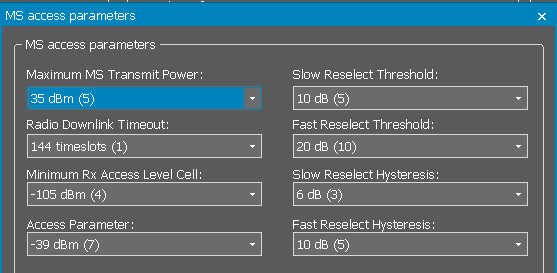 MS access parameters
MS access parameters
Maximum MS Transmit Power:
35 dBm (5)
Slow Reselect Threshold:
10 dB (5)
Radio Downlink Timeout:
144 timeslots (1)
Fast Reselect Threshold:
20 dB (10)
Minimum Rx Access Level Cell:
-105 dBm (4)
Slow Reselect Hysteresis:
6 dB (3)
Access Parameter:
-39 dBm (7)
Fast Reselect Hysteresis:
10 dB (5)